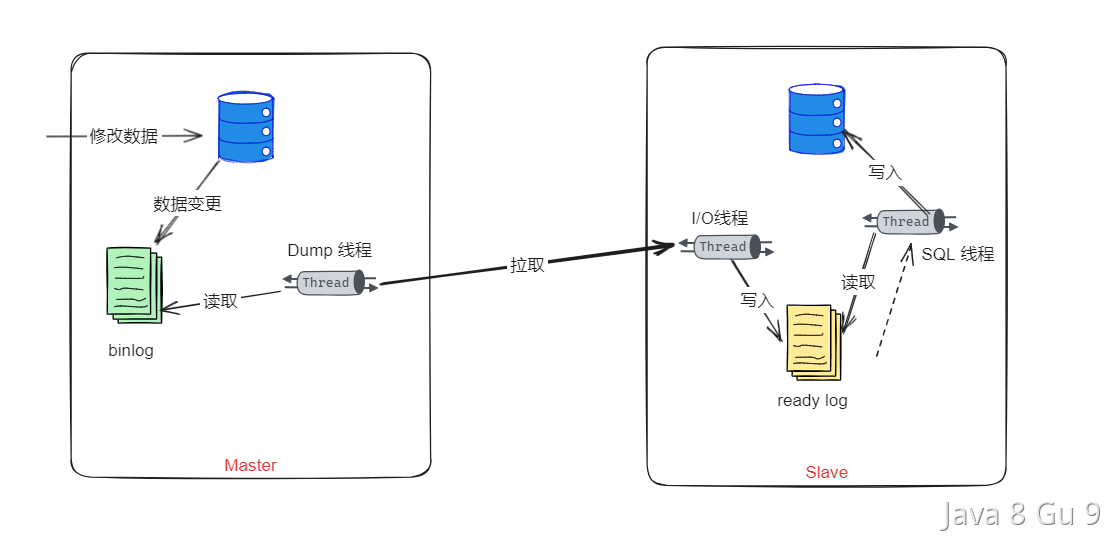 修改数据
数据变更
binlog
读取
Dump 线程
Thread
拉取
Master
I/O线程
Thread
写入
ready log
读取
写入
Thread
SQL 线程
Slave
Java 8 Gu 9